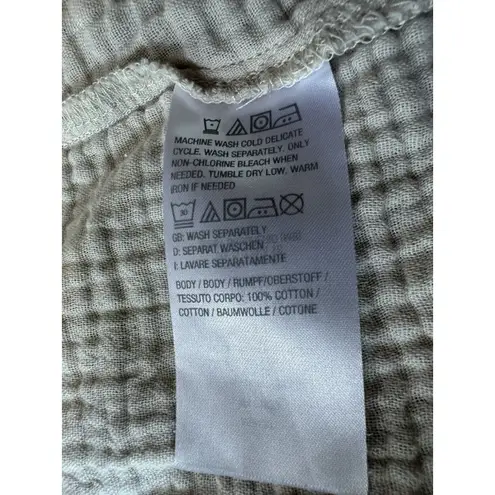 MACHINE WASH COLD DELICATE
CYCLE. WASH SEPARATELY. ONLY
NON-CHLORINE BLEACH WHEN
NEEDED. TUMBLE DRY LOW. WARM
IRON IF NEEDED
30
GB: WASH SEPARATELY
D: SEPARAT WASCHEN
I: LAVARE SEPARATAMENTE
BODY / BODY / RUMPF/OBERSTOFF /
TESSUTO CORPO: 100% COTTON /
COTTON / BAUMWOLLE / COTONE